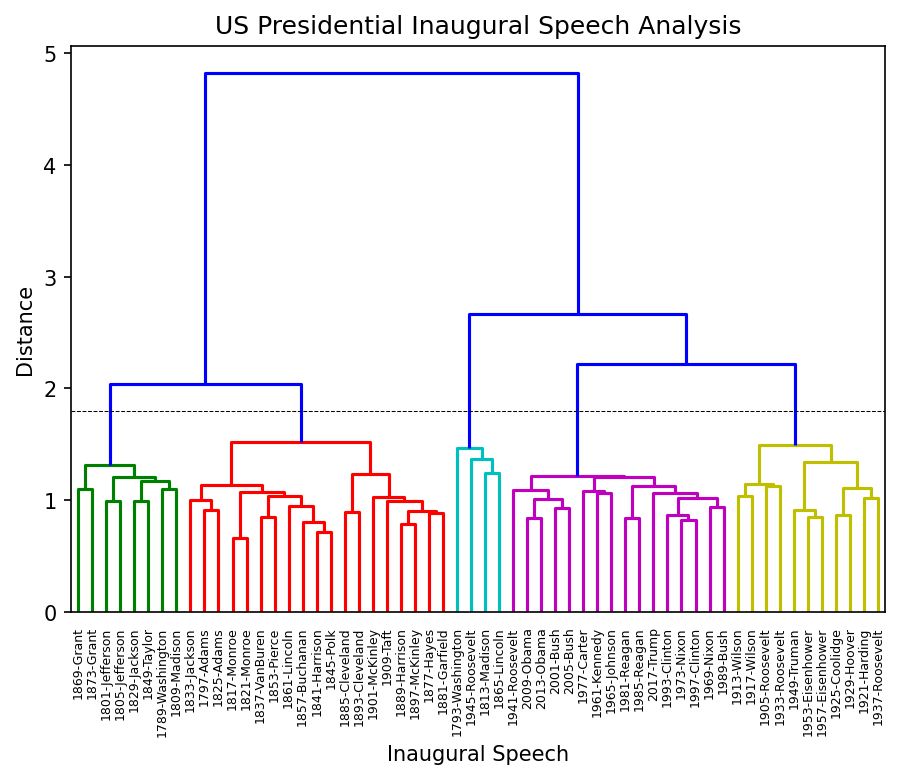 US Presidential Inaugural Speech Analysis
5
4
3
2
1
0
Distance
1869-Grant
1873-Grant
1801-Jefferson
1805-Jefferson
1829-Jackson
1849-Taylor
1789-Washington
1809-Madison
1833-Jackson
1797-Adams
1825-Adams
1817-Monroe
1821-Monroe
1837-VanBuren
1853-Pierce
1861-Lincoln
1857-Buchanan
1841-Harrison
1845-Polk
1885-Cleveland
1893-Cleveland
1901-McKinley
1909-Taft
1889-Harrison
1897-McKinley
1877-Hayes
1881-Garfield
1793-Washington
1945-Roosevelt
1813-Madison
1865-Lincoln
1941-Roosevelt
2009-Obama
2013-Obama
2001-Bush
2005-Bush
1977-Carter
1961-Kennedy
1965-Johnson
1981-Reagan
1985-Reagan
2017-Trump
1993-Clinton
1973-Nixon
1997-Clinton
1969-Nixon
1989-Bush
1913-Wilson
1917-Wilson
1905-Roosevelt
1933-Roosevelt
1949-Truman
1953-Eisenhower
1957-Eisenhower
1925-Coolidge
1929-Hoover
1921-Harding
1937-Roosevelt
Inaugural Speech